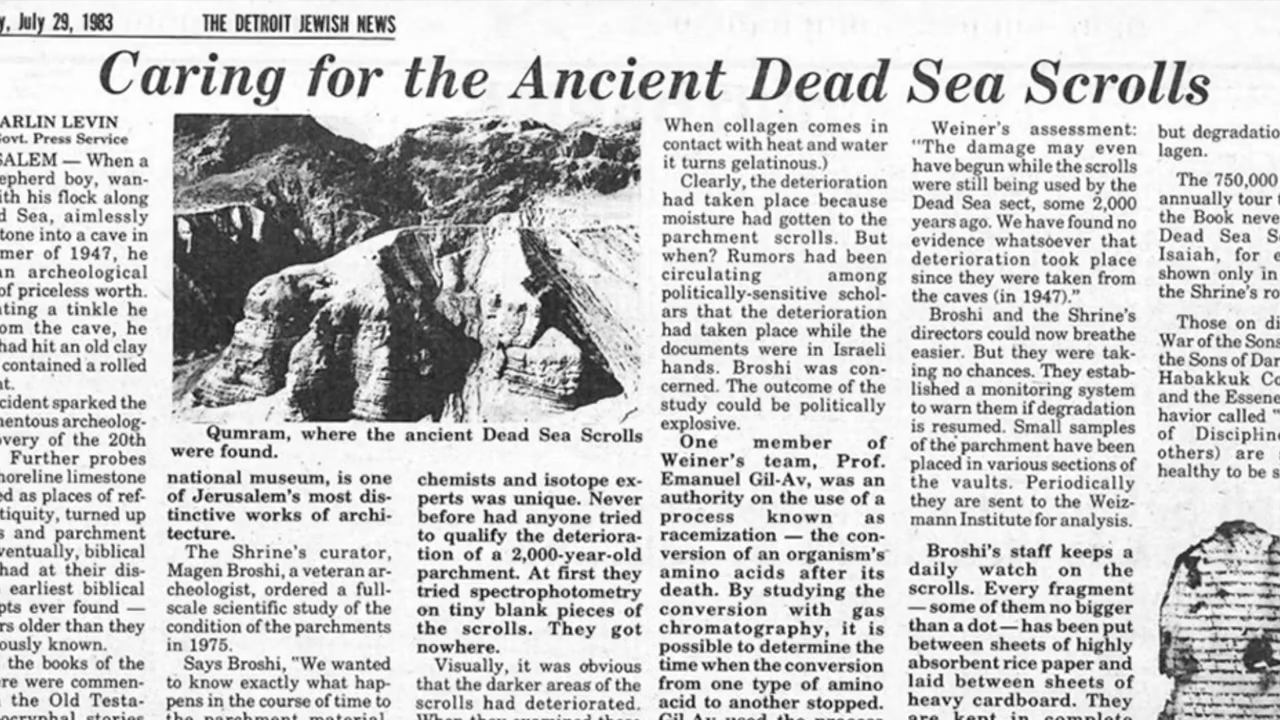 y, July 29, 1983 THE DETROIT JEWISH NEWS
Caring for the Ancient Dead Sea Scrolls
ARLIN LEVIN
Govt. Press Service
SALEM — When a
epherd boy, wan-
ith his flock along
d Sea, aimlessly
tone into a cave in
mer of 1947, he
an archeological
of priceless worth.
ating a tinkle he
om the cave, he
had hit an old clay
contained a rolled
nt.
cident sparked the
mentous archeolog-
overy of the 20th
Further probes
horeline limestone
ed as places of ref-
tiquity, turned up
s and parchment
ventually, biblical
had at their dis-
earliest biblical
pts ever found —
rs older than they
ously known.
the books of the
ere were commen-
the Old Testa-
ocryphal stories
Qumram, where the ancient Dead Sea Scrolls
were found.
national museum, is one
of Jerusalem's most dis-
tinctive works of archi-
tecture.
The Shrine's curator,
Magen Broshi, a veteran ar-
cheologist, ordered a full-
scale scientific study of the
condition of the parchments
in 1975.
Says Broshi, "We wanted
to know exactly what hap-
pens in the course of time to
the parchment material
chemists and isotope ex-
perts was unique. Never
before had anyone tried
to qualify the deteriora-
tion of a 2,000-year-old
parchment. At first they
tried spectrophotometry
on tiny blank pieces of
the scrolls. They got
nowhere.
Visually, it was obvious
that the darker areas of the
scrolls had deteriorated.
When they examined these
When collagen comes in
contact with heat and water
it turns gelatinous.)
Clearly, the deterioration
had taken place because
moisture had gotten to the
parchment scrolls. But
when? Rumors had been
circulating among
politically-sensitive schol-
ars that the deterioration
had taken place while the
documents were in Israeli
hands. Broshi was con-
cerned. The outcome of the
study could be politically
explosive.
One member of
Weiner's team, Prof.
Emanuel Gil-Av, was an
authority on the use of a
process known as
racemization — the con-
version of an organism's
amino acids after its
death. By studying the
conversion with gas
chromatography, it is
possible to determine the
time when the conversion
from one type of amino
acid to another stopped.
Gil-Av used the process
Weiner's assessment:
"The damage may even
have begun while the scrolls
were still being used by the
Dead Sea sect, some 2,000
years ago. We have found no
evidence whatsoever that
deterioration took place
since they were taken from
the caves (in 1947)."
Broshi and the Shrine's
directors could now breathe
easier. But they were tak-
ing no chances. They estab-
lished a monitoring system
to warn them if degradation
is resumed. Small samples
of the parchment have been
placed in various sections of
the vaults. Periodically
they are sent to the Weiz-
mann Institute for analysis.
Broshi's staff keeps a
daily watch on the
scrolls. Every fragment
— some of them no bigger
than a dot — has been put
between sheets of highly
absorbent rice paper and
laid between sheets of
heavy cardboard. They
are kept in complete
but degradatio
lagen.
The 750,000
annually tour t
the Book neve
Dead Sea Sc
Isaiah, for e
shown only in
the Shrine's ro
Those on di
War of the Sons
the Sons of Dar
Habakkuk Co
and the Essene
havior called "
of Disciplin
others) are s
healthy to be s